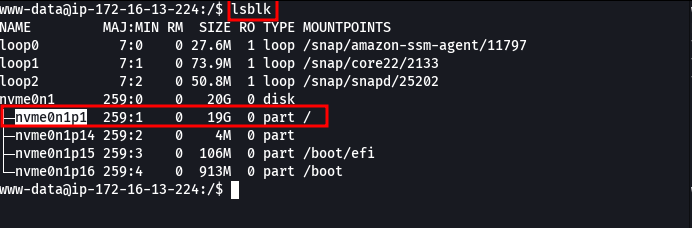 www-data@ip-172-16-13-224:/$ lsblk
NAME         MAJ:MIN RM  SIZE RO TYPE MOUNTPOINTS
loop0          7:0    0 27.6M  1 loop /snap/amazon-ssm-agent/11797
loop1          7:1    0 73.9M  1 loop /snap/core22/2133
loop2          7:2    0 50.8M  1 loop /snap/snapd/25202
nvme0n1      259:0    0   20G  0 disk
├─nvme0n1p1  259:1    0   19G  0 part /
├─nvme0n1p14 259:2    0    4M  0 part
├─nvme0n1p15 259:3    0  106M  0 part /boot/efi
└─nvme0n1p16 259:4    0  913M  0 part /boot
www-data@ip-172-16-13-224:/$